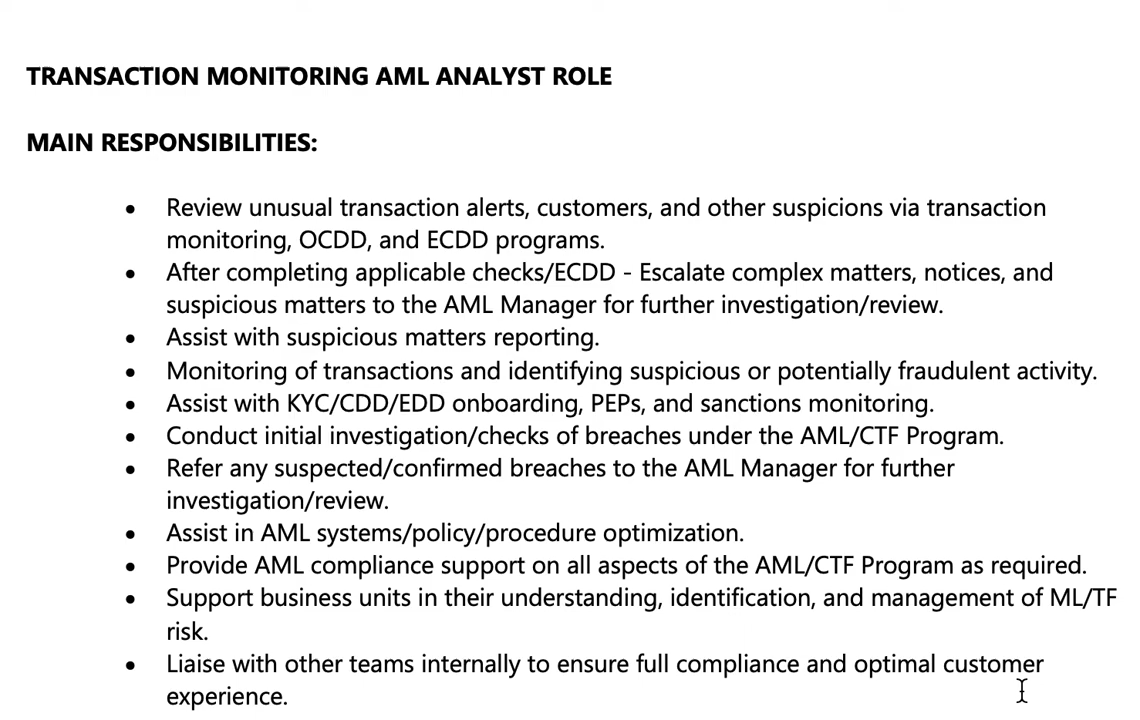 TRANSACTION MONITORING AML ANALYST ROLE
MAIN RESPONSIBILITIES:
• Review unusual transaction alerts, customers, and other suspicions via transaction
monitoring, OCDD, and ECDD programs.
• After completing applicable checks/ECDD - Escalate complex matters, notices, and
suspicious matters to the AML Manager for further investigation/review.
• Assist with suspicious matters reporting.
• Monitoring of transactions and identifying suspicious or potentially fraudulent activity.
• Assist with KYC/CDD/EDD onboarding, PEPs, and sanctions monitoring.
• Conduct initial investigation/checks of breaches under the AML/CTF Program.
• Refer any suspected/confirmed breaches to the AML Manager for further
investigation/review.
• Assist in AML systems/policy/procedure optimization.
• Provide AML compliance support on all aspects of the AML/CTF Program as required.
• Support business units in their understanding, identification, and management of ML/TF
risk.
• Liaise with other teams internally to ensure full compliance and optimal customer
experience.